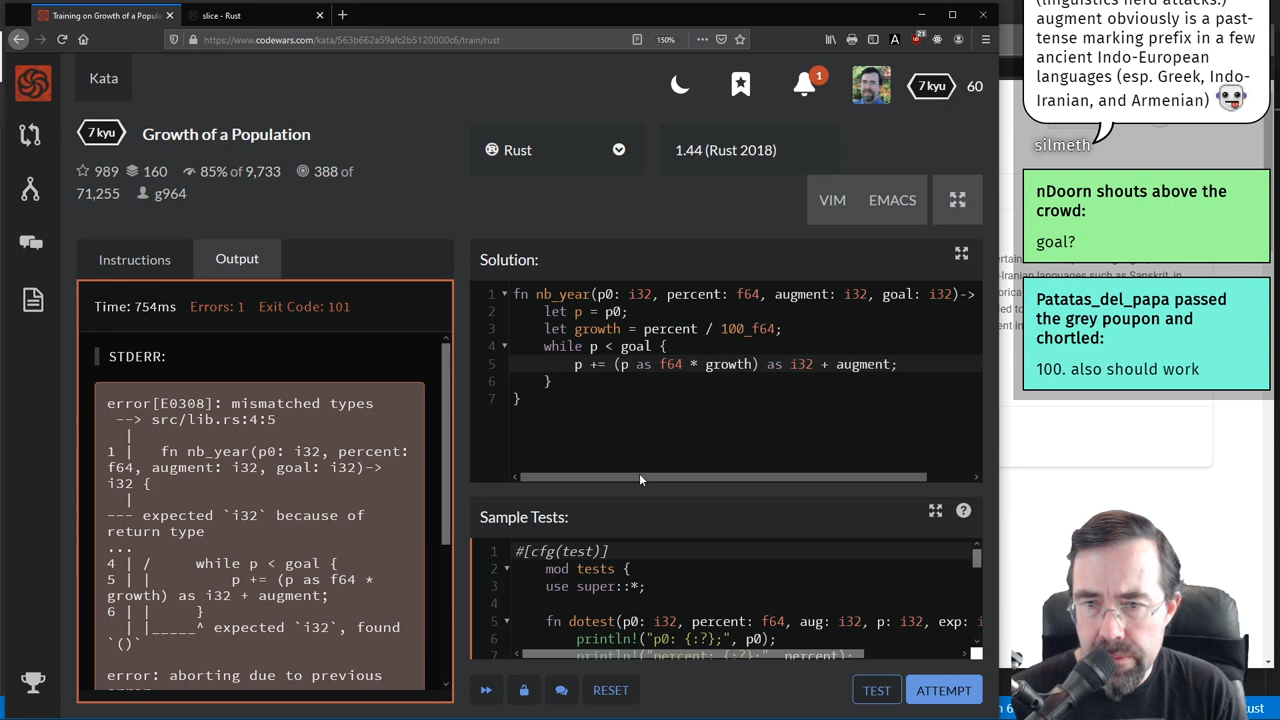 Training on Growth of a Popula
slice - Rust
https://www.codewars.com/kata/563b662a59afc2b5120000c6/train/rust
150%
21
Kata
1
7 kyu
60
7 kyu
Growth of a Population
989
160
85% of 9,733
388 of
71,255
g964
Rust
1.44 (Rust 2018)
VIM
EMACS
Instructions
Output
Time: 754ms
Errors: 1
Exit Code: 101
STDERR:
error[E0308]: mismatched types
--> src/lib.rs:4:5
|
1 | fn nb_year(p0: i32, percent:
f64, augment: i32, goal: i32)->
i32 {
|
--- expected `i32` because of
return type
...
4 | / while p < goal {
5 | | p += (p as f64 *
growth) as i32 + augment;
6 | | }
| |_____^ expected `i32`, found
`()`
error: aborting due to previous
Solution:
1 fn nb_year(p0: i32, percent: f64, augment: i32, goal: i32)->
2 let p = p0;
3 let growth = percent / 100_f64;
4 while p < goal {
5 p += (p as f64 * growth) as i32 + augment;
6 }
7 }
Sample Tests:
1 #[cfg(test)]
2 mod tests {
3 use super::*;
4
5 fn dotest(p0: i32, percent: f64, aug: i32, p: i32, exp: i
6 println!("p0: {:?};", p0);
7 println!("percent: {:?};", percent);
RESET
TEST
ATTEMPT
(linguistics nerd attacks!)
augment obviously is a past-
tense marking prefix in a few
ancient Indo-European
languages (esp. Greek, Indo-
Iranian, and Armenian)
silmeth
nDoorn shouts above the
crowd:
goal?
Patatas_del_papa passed
the grey poupon and
chortled:
100. also should work